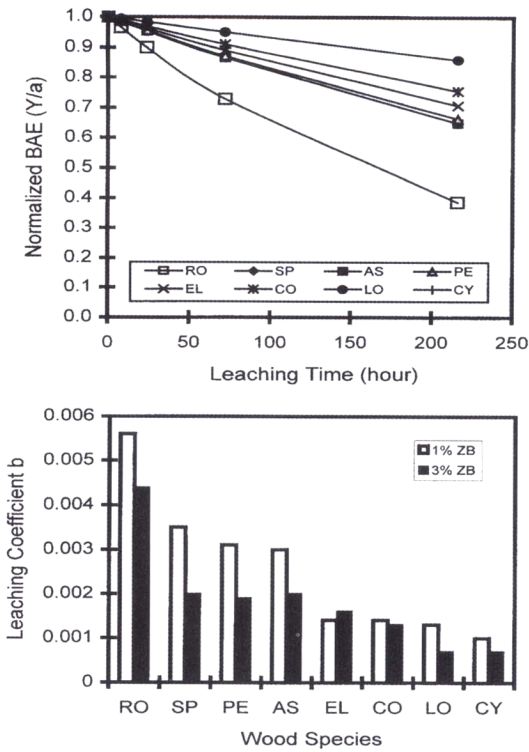 Normalized BAE (Y/a)
1.0
0.9
0.8
0.7
0.6
0.5
0.4
0.3
0.2
0.1
0.0
RO SP AS PE
EL CO LO CY
0 50 100 150 200 250
Leaching Time (hour)
Leaching Coefficient b
0.006
0.005
0.004
0.003
0.002
0.001
0
1% ZB
3% ZB
RO SP PE AS EL CO LO CY
Wood Species